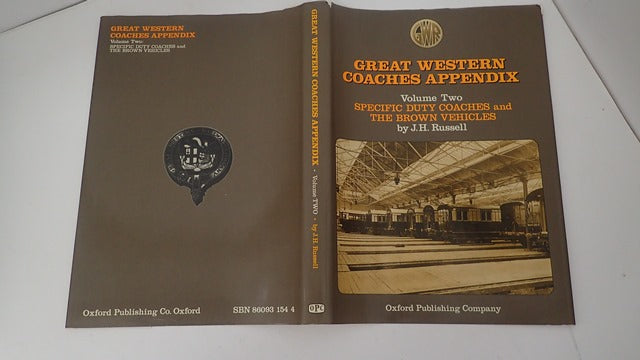 GREAT WESTERN
COACHES APPENDIX
Volume Two
SPECIFIC DUTY COACHES and
THE BROWN VEHICLES
Oxford Publishing Co. Oxford
SBN 86093 154 4
GREAT WESTERN COACHES APPENDIX · Volume TWO · by J.H. Russell
OPC
GWR
GREAT WESTERN
COACHES APPENDIX
Volume Two
SPECIFIC DUTY COACHES and
THE BROWN VEHICLES
by J.H. Russell
Oxford Publishing Company